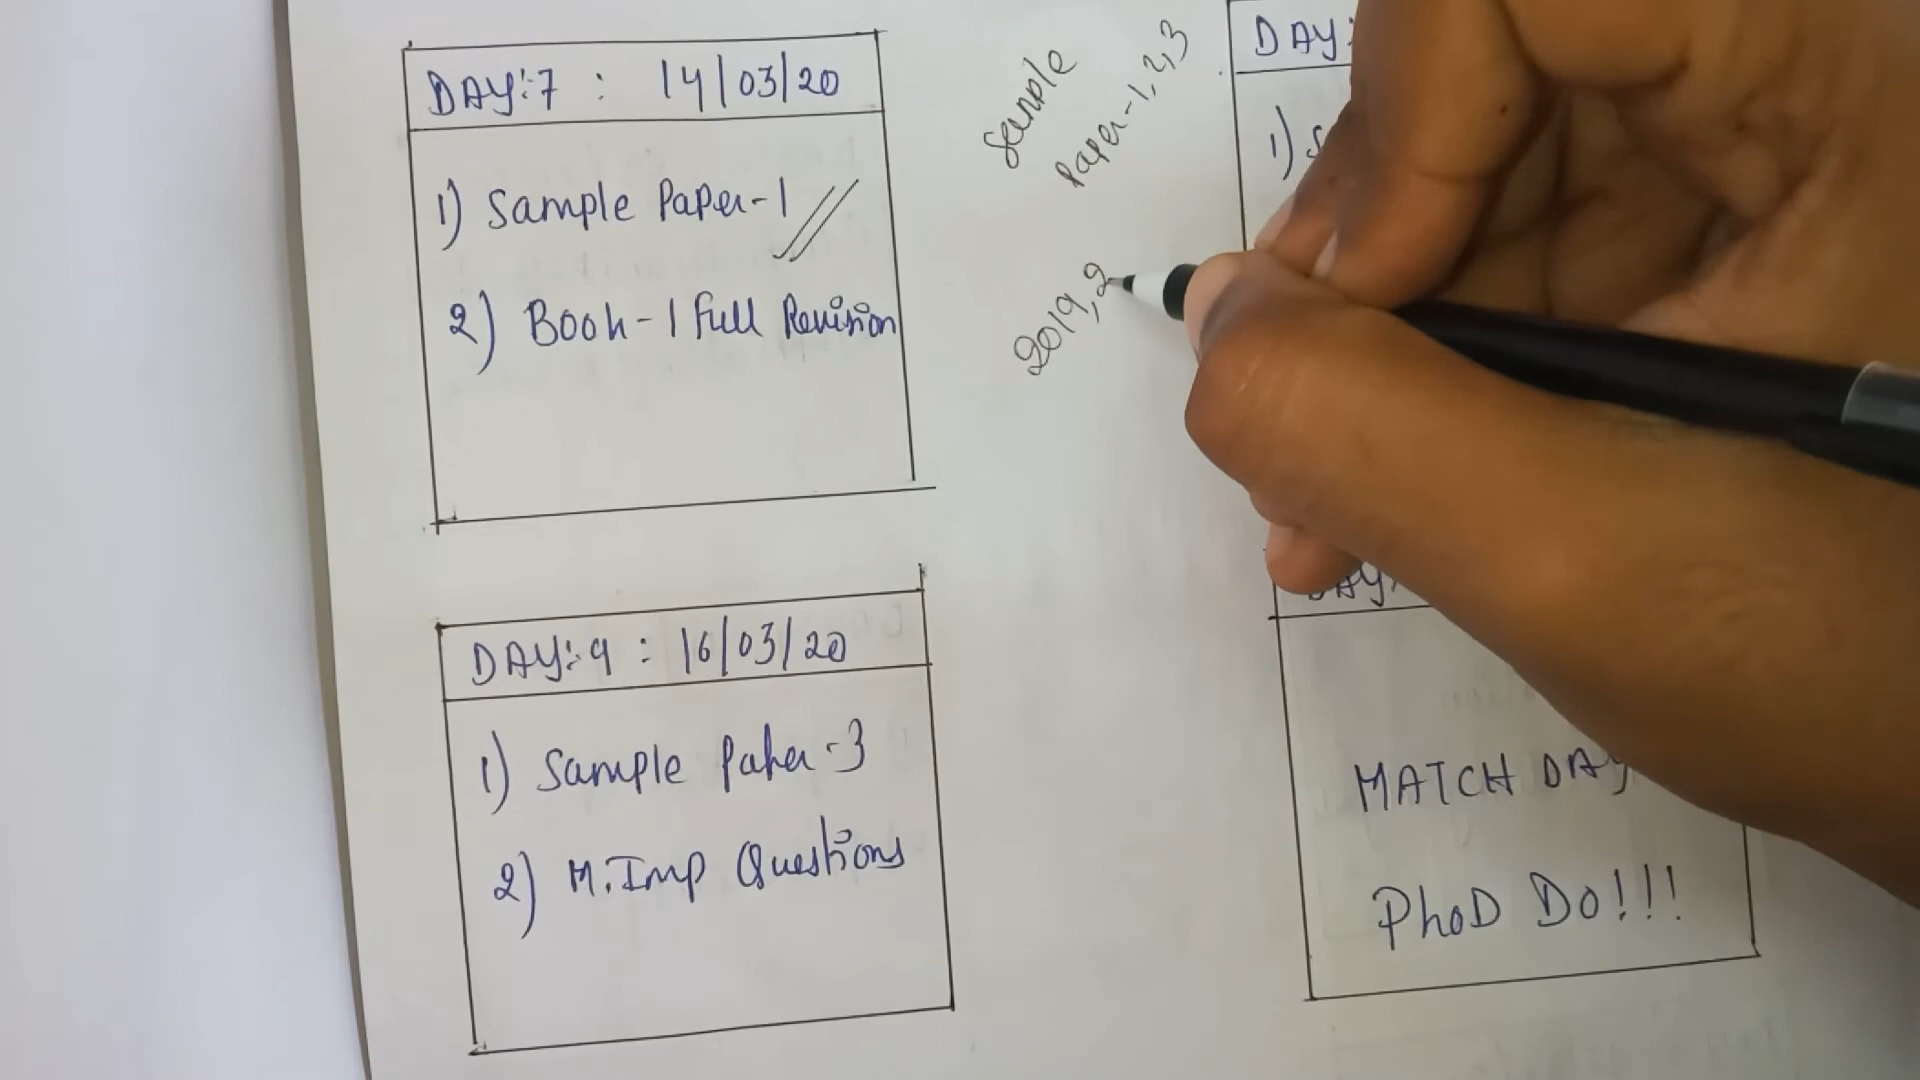 DAY:7 : 14/03/20
1) Sample Paper-1
2) Book-1 Full Revision
Sample
Paper-1,2,3
2019,2
DAY:
1) S
DAY:9 : 16/03/20
1) Sample Paper-3
2) M.Imp Questions
DAY:
MATCH DAY
PhoD Do!!!